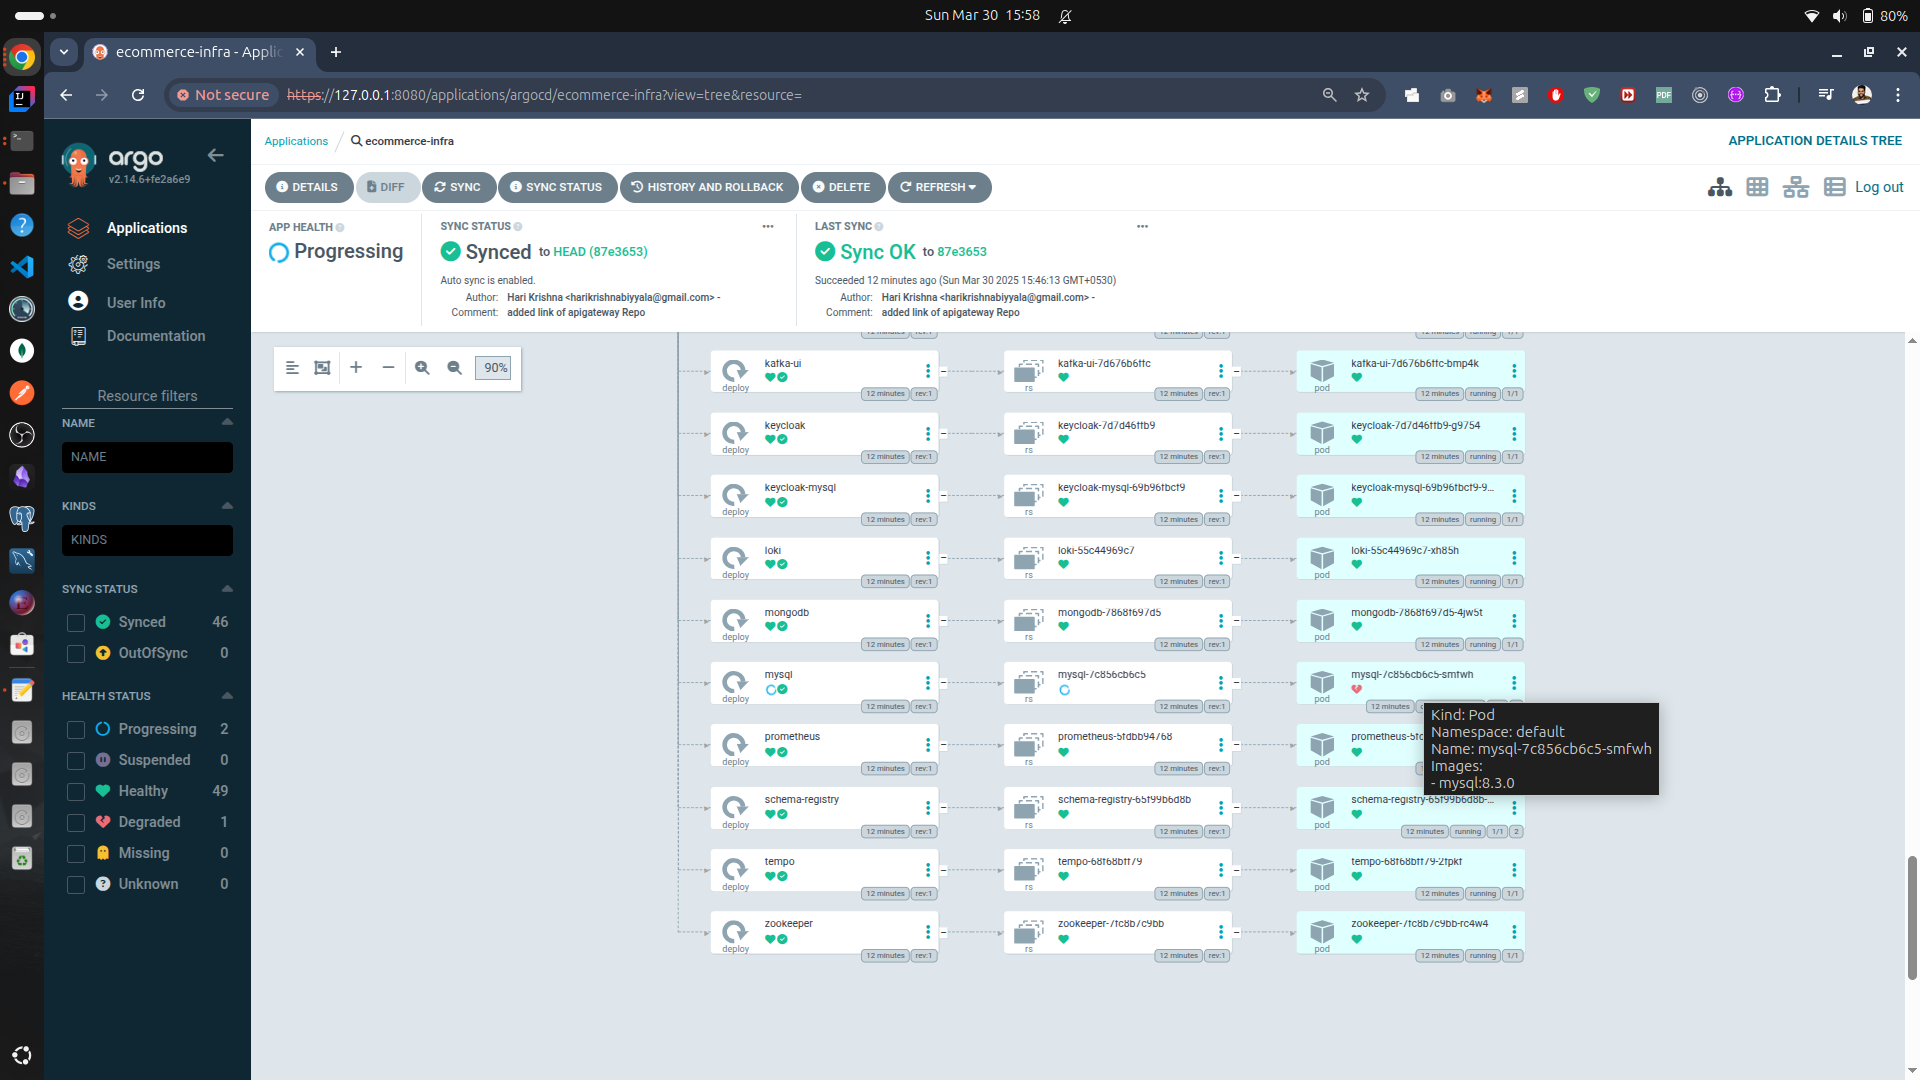 Sun Mar 30 15:58
80%
ecommerce-infra - Applic
Not secure
https://127.0.0.1:8080/applications/argocd/ecommerce-infra?view=tree&resource=
argo
v2.14.6+fe2a6e9
Applications
Settings
User Info
Documentation
Resource filters
NAME
NAME
KINDS
KINDS
SYNC STATUS
Synced 46
OutOfSync 0
HEALTH STATUS
Progressing 2
Suspended 0
Healthy 49
Degraded 1
Missing 0
Unknown 0
Applications / ecommerce-infra
APPLICATION DETAILS TREE
DETAILS DIFF SYNC SYNC STATUS HISTORY AND ROLLBACK DELETE REFRESH
Log out
APP HEALTH
Progressing
SYNC STATUS
Synced to HEAD (87e3653)
Auto sync is enabled.
Author: Hari Krishna <harikrishnabiyyala@gmail.com> -
Comment: added link of apigateway Repo
LAST SYNC
Sync OK to 87e3653
Succeeded 12 minutes ago (Sun Mar 30 2025 15:46:13 GMT+0530)
Author: Hari Krishna <harikrishnabiyyala@gmail.com> -
Comment: added link of apigateway Repo
90%
12 minutes rev:1 12 minutes rev:1 12 minutes running 1/1
kafka-ui kafka-ui-7d676b6ffc kafka-ui-7d676b6ffc-bmp4k
deploy rs pod
12 minutes rev:1 12 minutes rev:1 12 minutes running 1/1
keycloak keycloak-7d7d46ffb9 keycloak-7d7d46ffb9-g9754
deploy rs pod
12 minutes rev:1 12 minutes rev:1 12 minutes running 1/1
keycloak-mysql keycloak-mysql-69b96fbcf9 keycloak-mysql-69b96fbcf9-9...
deploy rs pod
12 minutes rev:1 12 minutes rev:1 12 minutes running 1/1
loki loki-55c44969c7 loki-55c44969c7-xh85h
deploy rs pod
12 minutes rev:1 12 minutes rev:1 12 minutes running 1/1
mongodb mongodb-7868f697d5 mongodb-7868f697d5-4jw5t
deploy rs pod
12 minutes rev:1 12 minutes rev:1 12 minutes running 1/1
mysql mysql-7c856cb6c5 mysql-7c856cb6c5-smfwh
deploy rs pod
12 minutes rev:1 12 minutes rev:1 12 minutes
Kind: Pod
Namespace: default
Name: mysql-7c856cb6c5-smfwh
Images:
- mysql:8.3.0
prometheus prometheus-5fdbb94768 prometheus-5fd
deploy rs pod
12 minutes rev:1 12 minutes rev:1
schema-registry schema-registry-65f99b6d8b schema-registry-65f99b6d8b-...
deploy rs pod
12 minutes rev:1 12 minutes rev:1 12 minutes running 1/1 2
tempo tempo-68f68bff79 tempo-68f68bff79-2fpkf
deploy rs pod
12 minutes rev:1 12 minutes rev:1 12 minutes running 1/1
zookeeper zookeeper-7fc8b7c9bb zookeeper-7fc8b7c9bb-rc4w4
deploy rs pod
12 minutes rev:1 12 minutes rev:1 12 minutes running 1/1